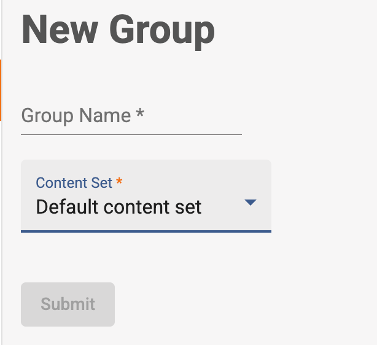 New Group
Group Name *
Content Set *
Default content set
Submit